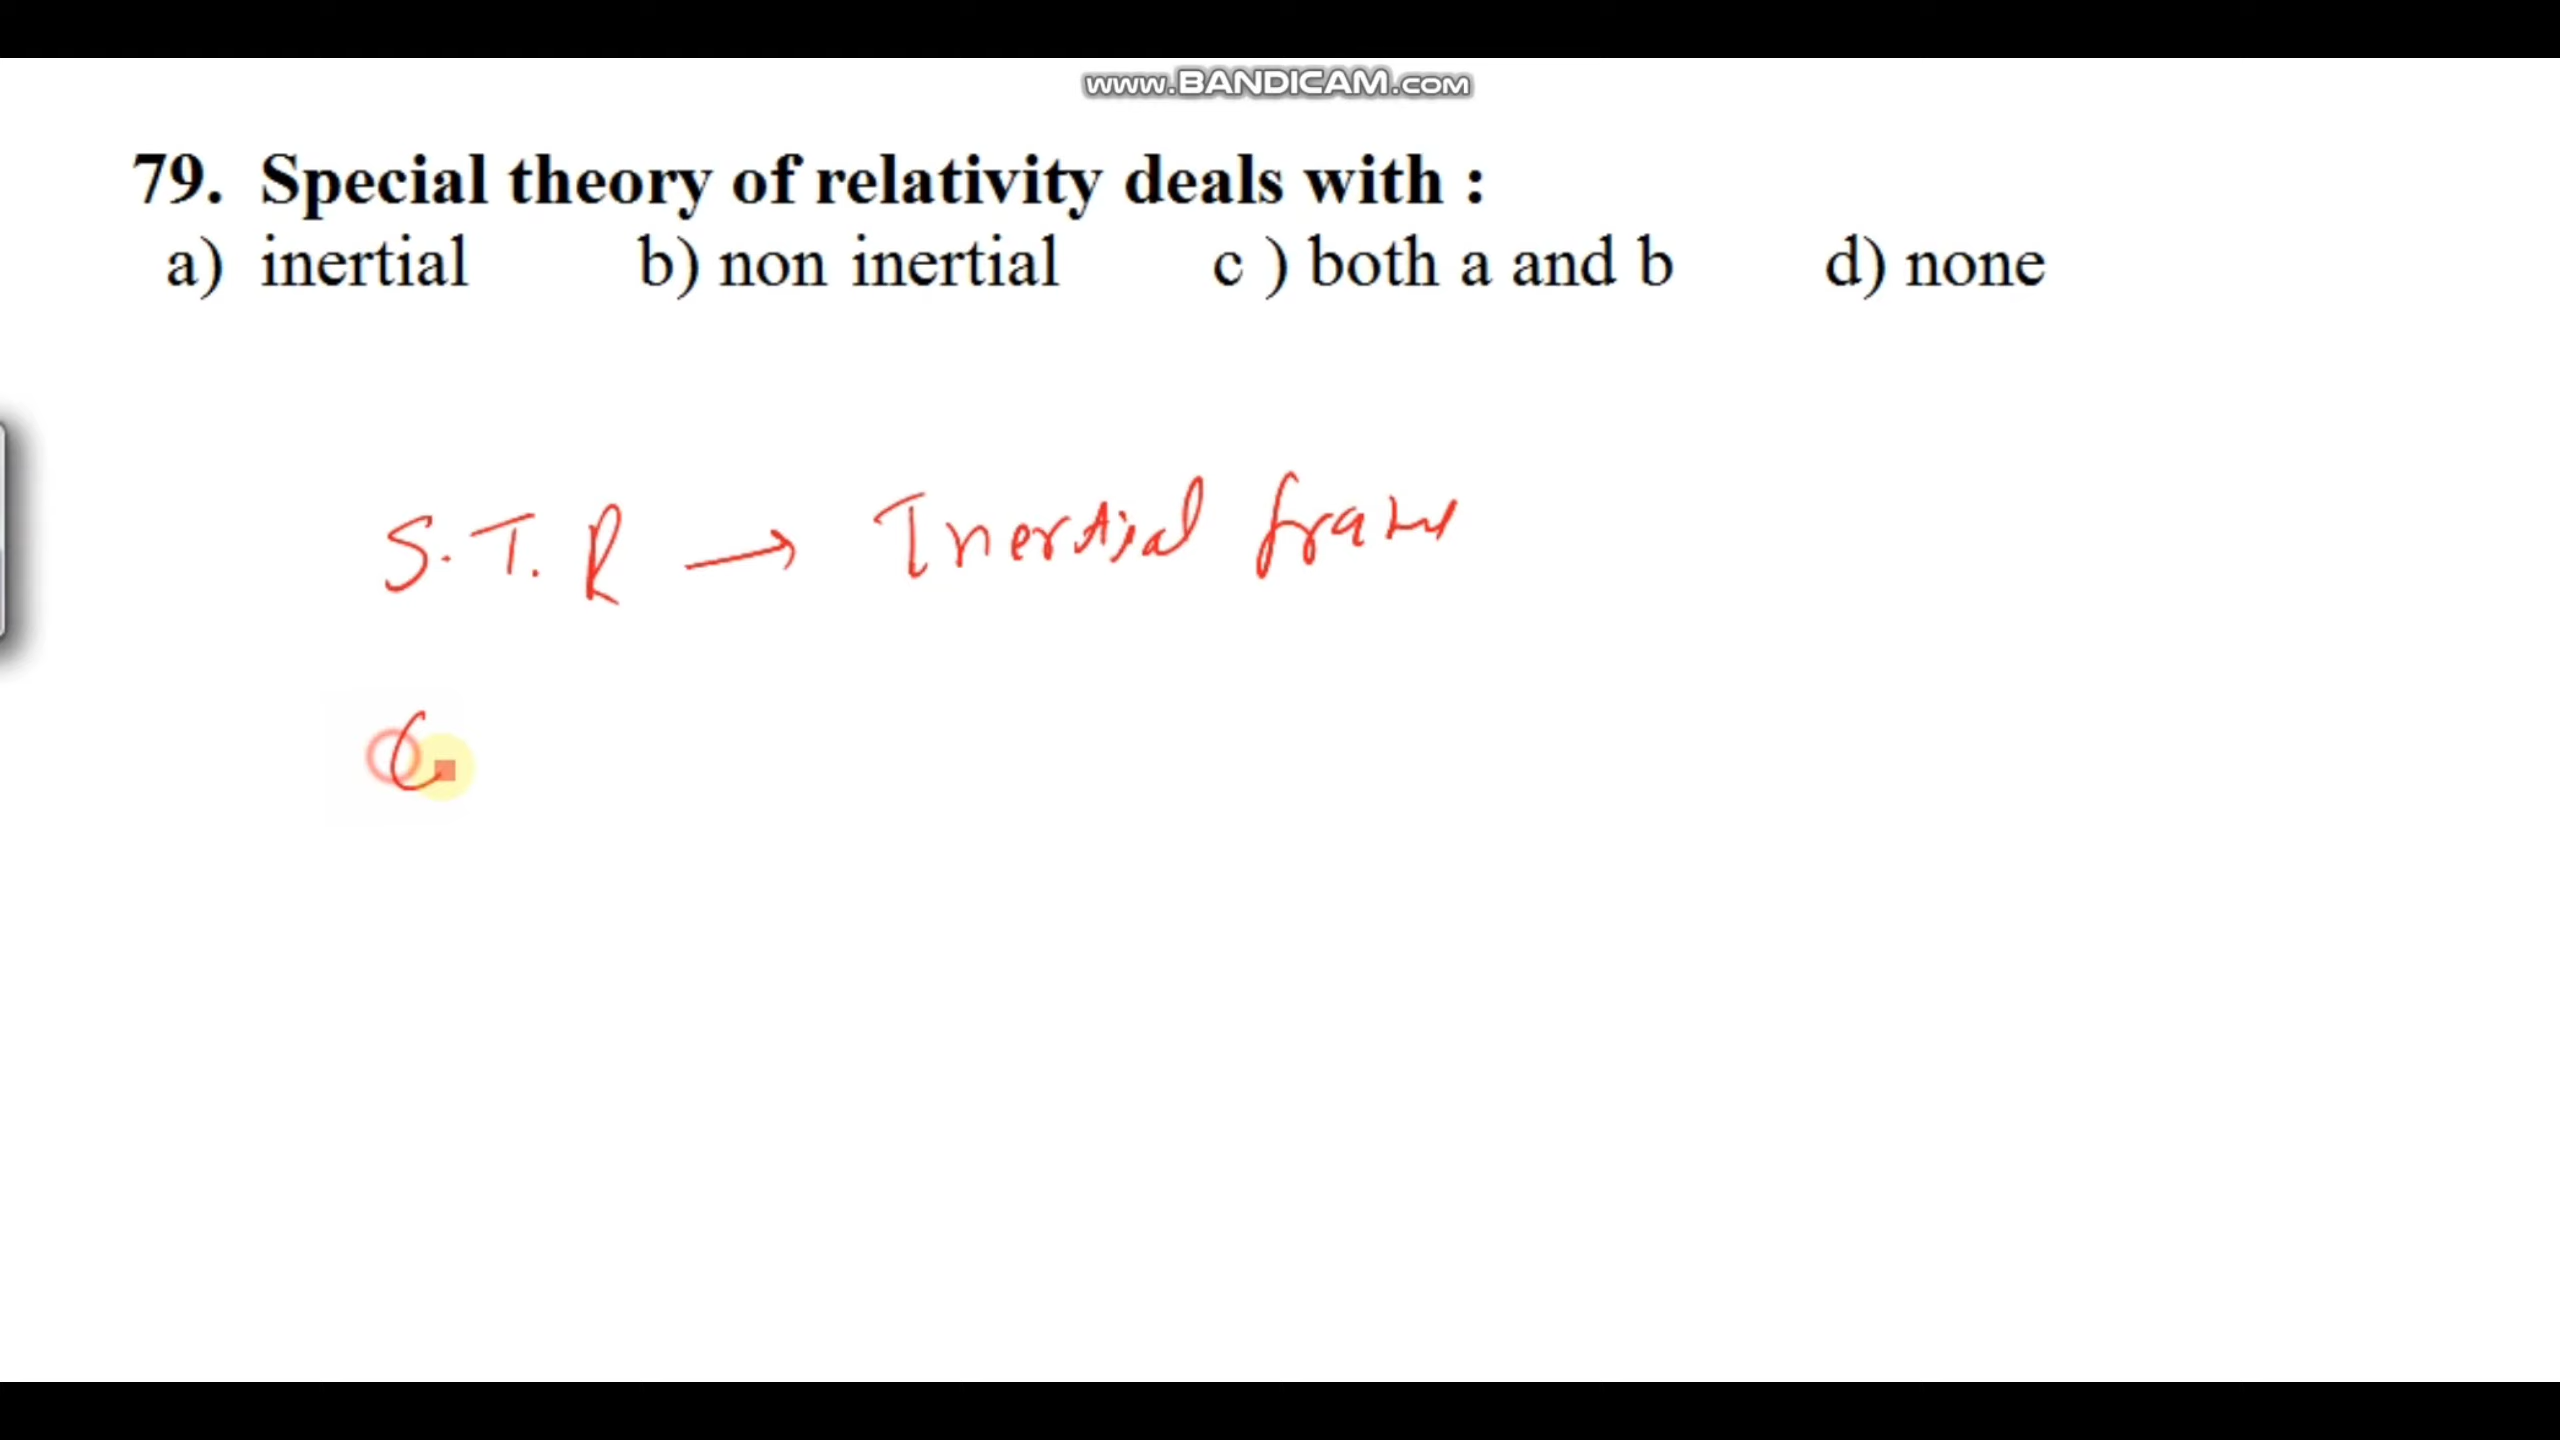 www.BANDICAM.com
79. Special theory of relativity deals with :
a) inertial b) non inertial c ) both a and b d) none
S.T.R → Inertial frame